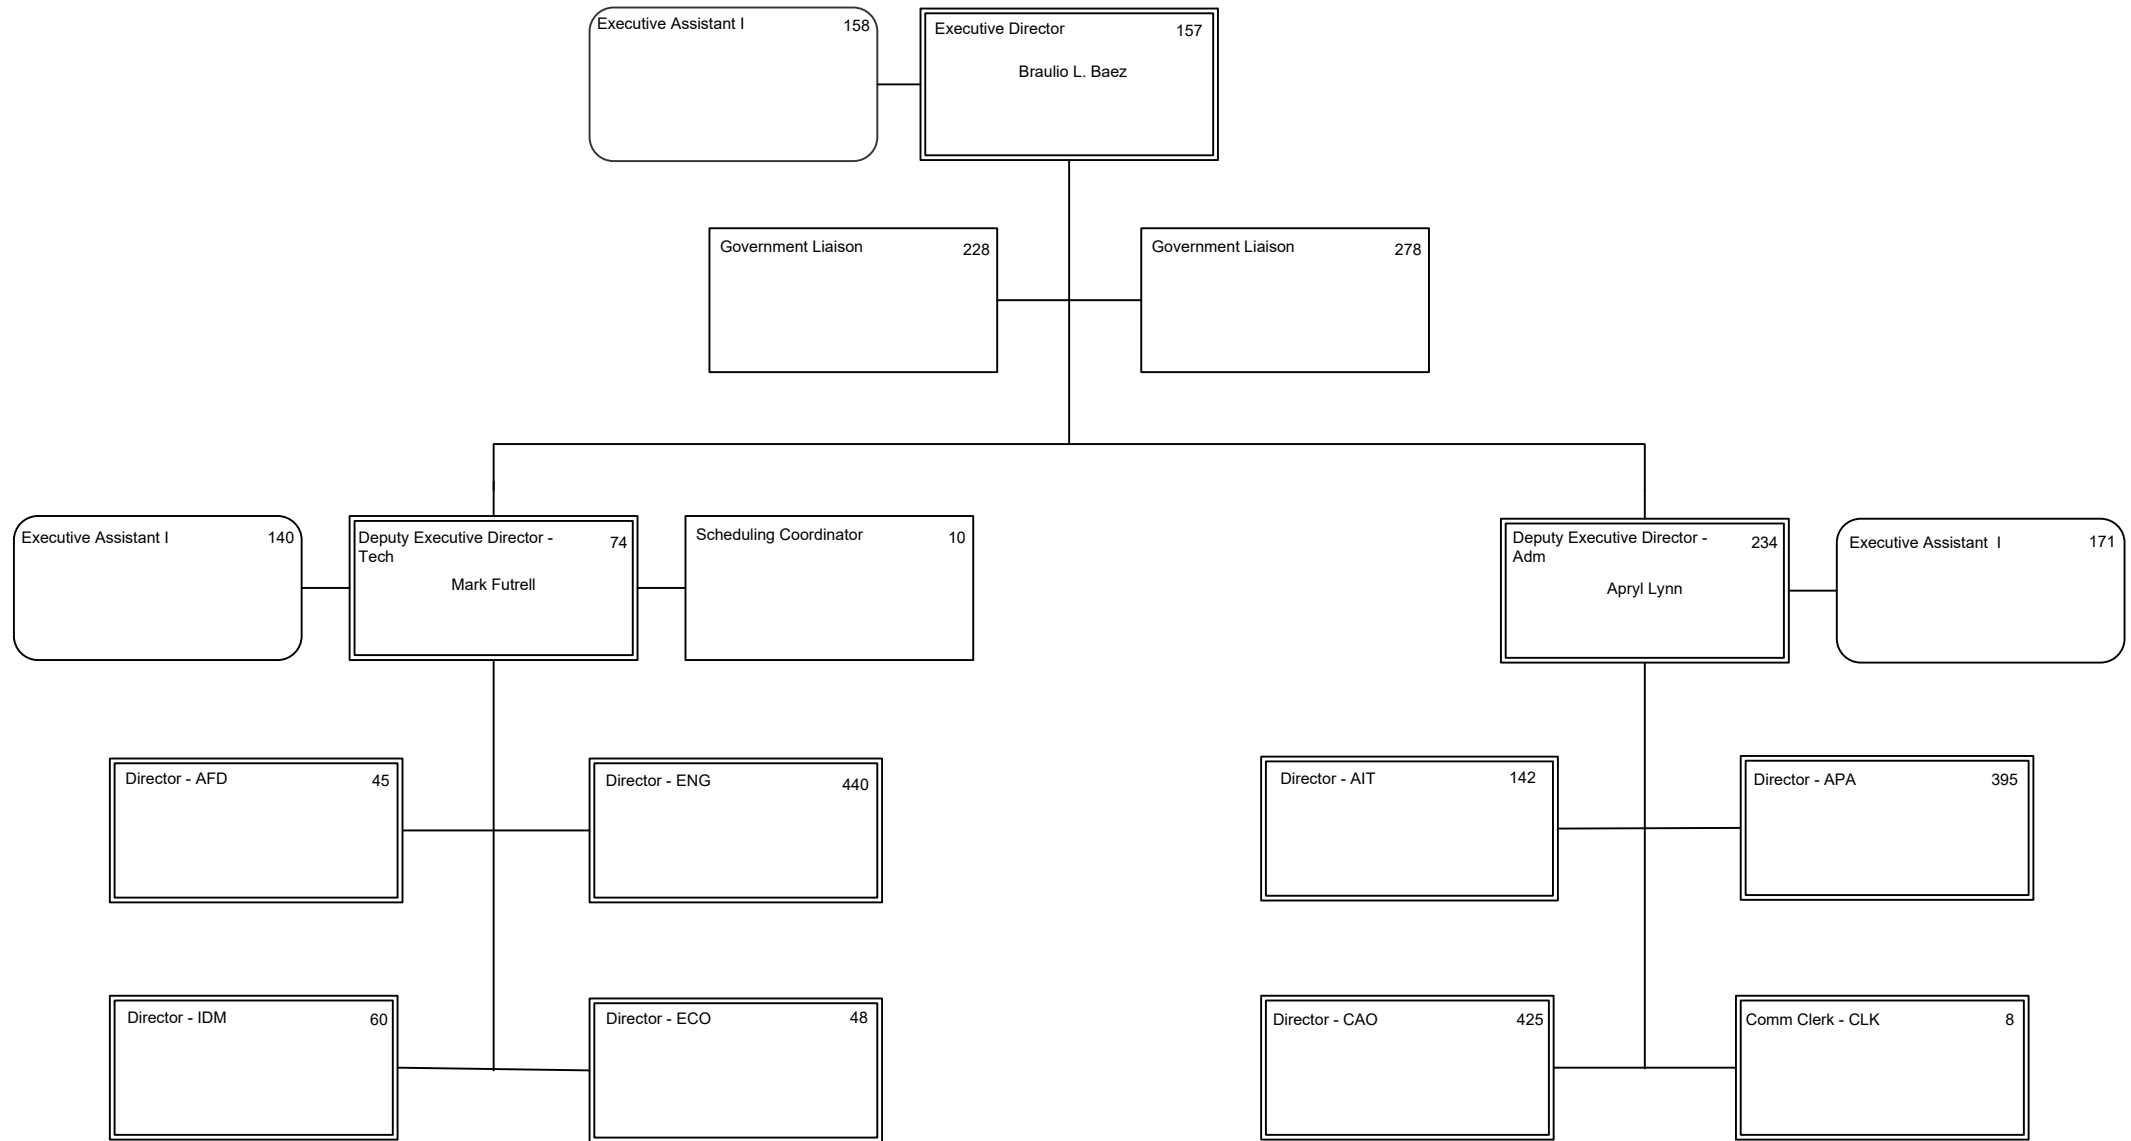 Executive Assistant I 158
Executive Director 157
Braulio L. Baez
Government Liaison 228
Government Liaison 278
Executive Assistant I 140
Deputy Executive Director - 74
Tech
Mark Futrell
Scheduling Coordinator 10
Deputy Executive Director - 234
Adm
Apryl Lynn
Executive Assistant I 171
Director - AFD 45
Director - ENG 440
Director - AIT 142
Director - APA 395
Director - IDM 60
Director - ECO 48
Director - CAO 425
Comm Clerk - CLK 8